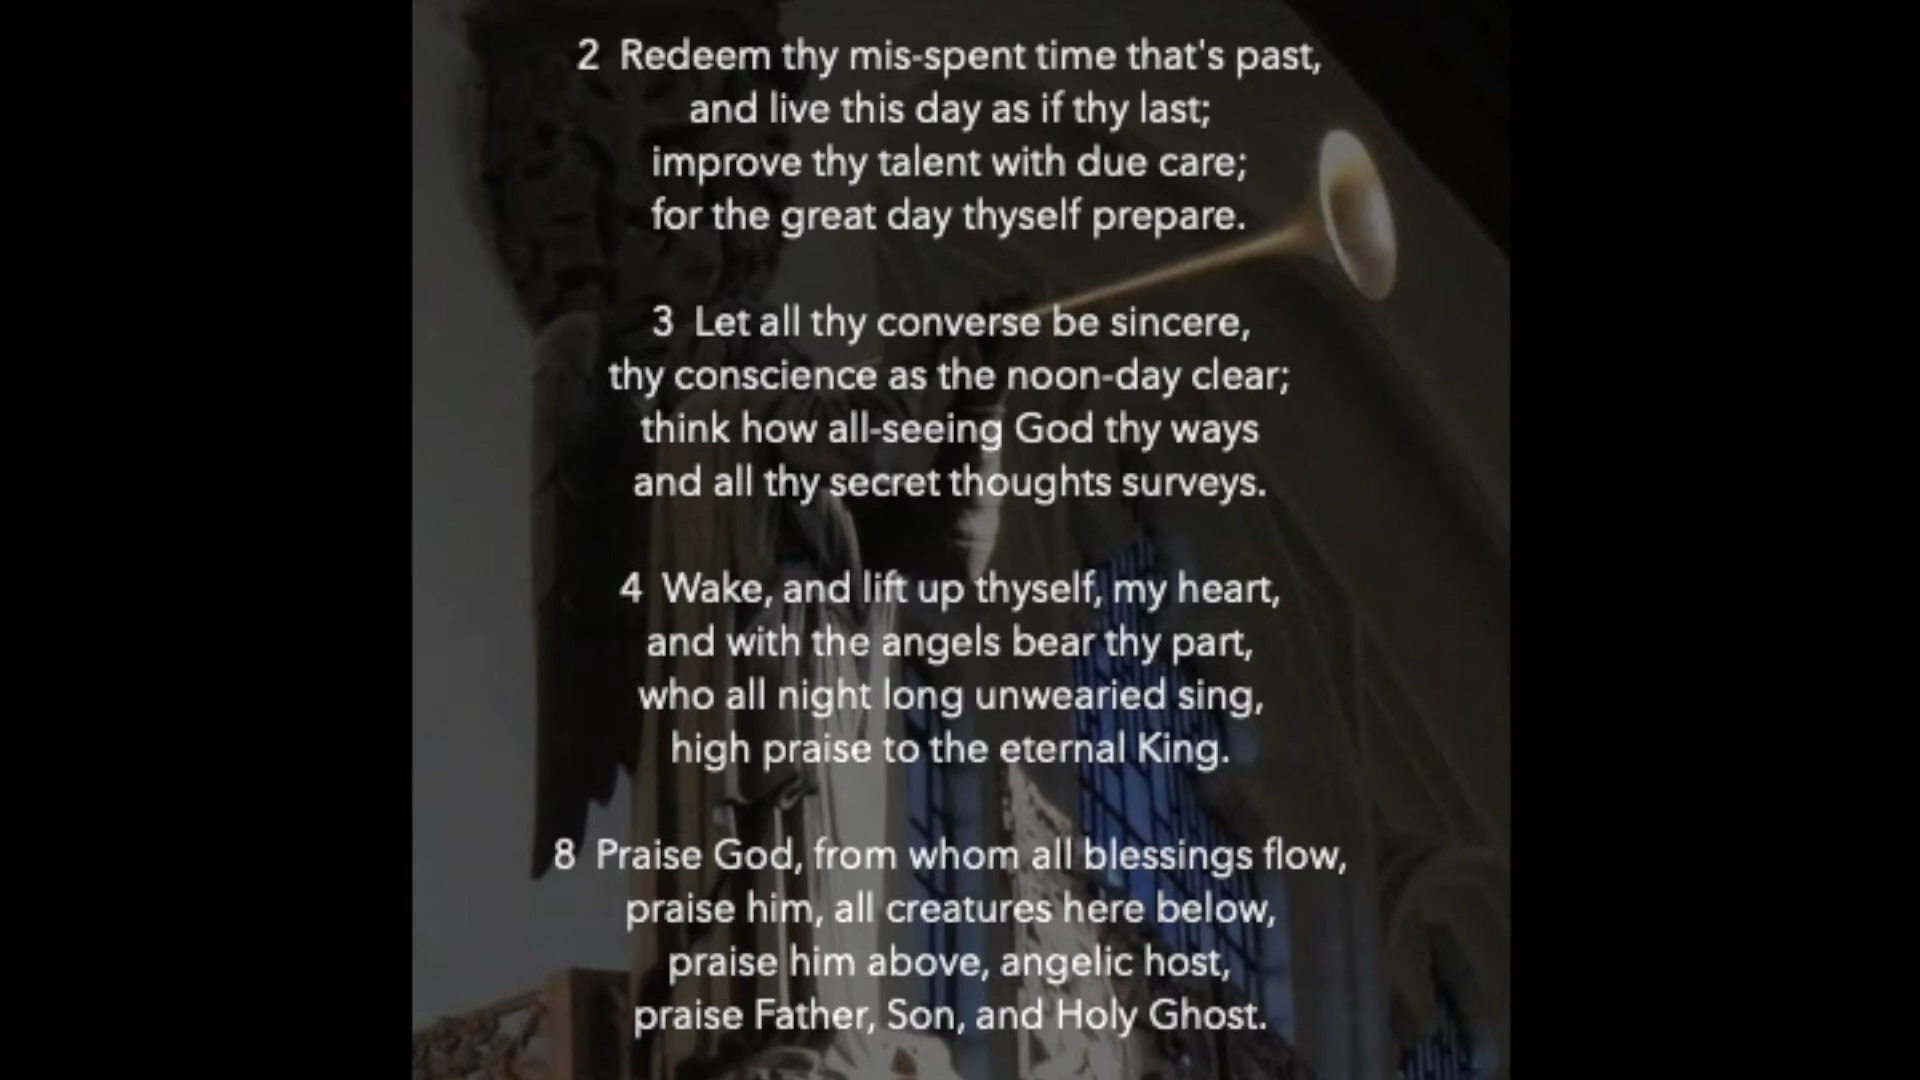 2 Redeem thy mis-spent time that's past,
and live this day as if thy last;
improve thy talent with due care;
for the great day thyself prepare.
3 Let all thy converse be sincere,
thy conscience as the noon-day clear;
think how all-seeing God thy ways
and all thy secret thoughts surveys.
4 Wake, and lift up thyself, my heart,
and with the angels bear thy part,
who all night long unwearied sing,
high praise to the eternal King.
8 Praise God, from whom all blessings flow,
praise him, all creatures here below,
praise him above, angelic host,
praise Father, Son, and Holy Ghost.